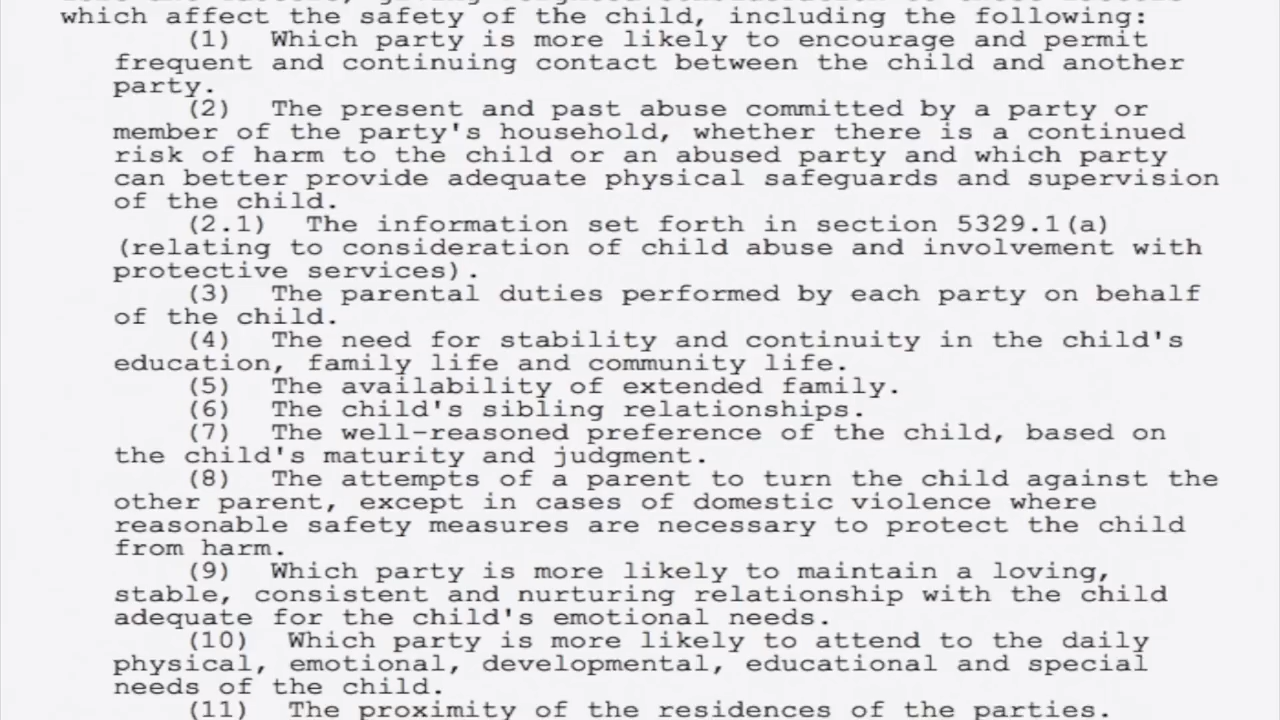 which affect the safety of the child, including the following:
(1) Which party is more likely to encourage and permit
frequent and continuing contact between the child and another
party.
(2) The present and past abuse committed by a party or
member of the party's household, whether there is a continued
risk of harm to the child or an abused party and which party
can better provide adequate physical safeguards and supervision
of the child.
(2.1) The information set forth in section 5329.1(a)
(relating to consideration of child abuse and involvement with
protective services).
(3) The parental duties performed by each party on behalf
of the child.
(4) The need for stability and continuity in the child's
education, family life and community life.
(5) The availability of extended family.
(6) The child's sibling relationships.
(7) The well-reasoned preference of the child, based on
the child's maturity and judgment.
(8) The attempts of a parent to turn the child against the
other parent, except in cases of domestic violence where
reasonable safety measures are necessary to protect the child
from harm.
(9) Which party is more likely to maintain a loving,
stable, consistent and nurturing relationship with the child
adequate for the child's emotional needs.
(10) Which party is more likely to attend to the daily
physical, emotional, developmental, educational and special
needs of the child.
(11) The proximity of the residences of the parties.